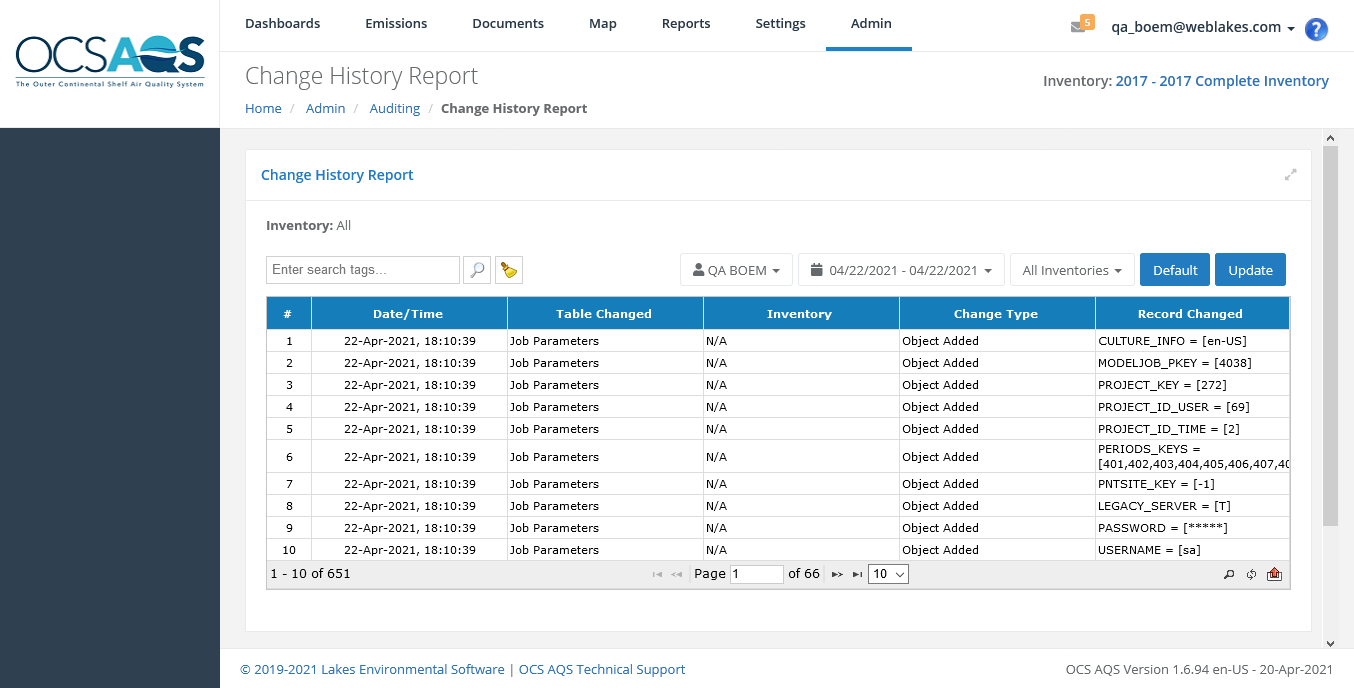 OCSAQS
The Outer Continental Shelf Air Quality System
Dashboards Emissions Documents Map Reports Settings Admin
5 qa_boem@weblakes.com ?
Change History Report
Inventory: 2017 - 2017 Complete Inventory
Home / Admin / Auditing / Change History Report
Change History Report
Inventory: All
Enter search tags... QA BOEM 04/22/2021 - 04/22/2021 All Inventories Default Update
# Date/Time Table Changed Inventory Change Type Record Changed
1 22-Apr-2021, 18:10:39 Job Parameters N/A Object Added CULTURE_INFO = [en-US]
2 22-Apr-2021, 18:10:39 Job Parameters N/A Object Added MODELJOB_PKEY = [4038]
3 22-Apr-2021, 18:10:39 Job Parameters N/A Object Added PROJECT_KEY = [272]
4 22-Apr-2021, 18:10:39 Job Parameters N/A Object Added PROJECT_ID_USER = [69]
5 22-Apr-2021, 18:10:39 Job Parameters N/A Object Added PROJECT_ID_TIME = [2]
6 22-Apr-2021, 18:10:39 Job Parameters N/A Object Added PERIODS_KEYS =
[401,402,403,404,405,406,407,40
7 22-Apr-2021, 18:10:39 Job Parameters N/A Object Added PNTSITE_KEY = [-1]
8 22-Apr-2021, 18:10:39 Job Parameters N/A Object Added LEGACY_SERVER = [T]
9 22-Apr-2021, 18:10:39 Job Parameters N/A Object Added PASSWORD = [*****]
10 22-Apr-2021, 18:10:39 Job Parameters N/A Object Added USERNAME = [sa]
1 - 10 of 651 Page 1 of 66 10
© 2019-2021 Lakes Environmental Software | OCS AQS Technical Support
OCS AQS Version 1.6.94 en-US - 20-Apr-2021